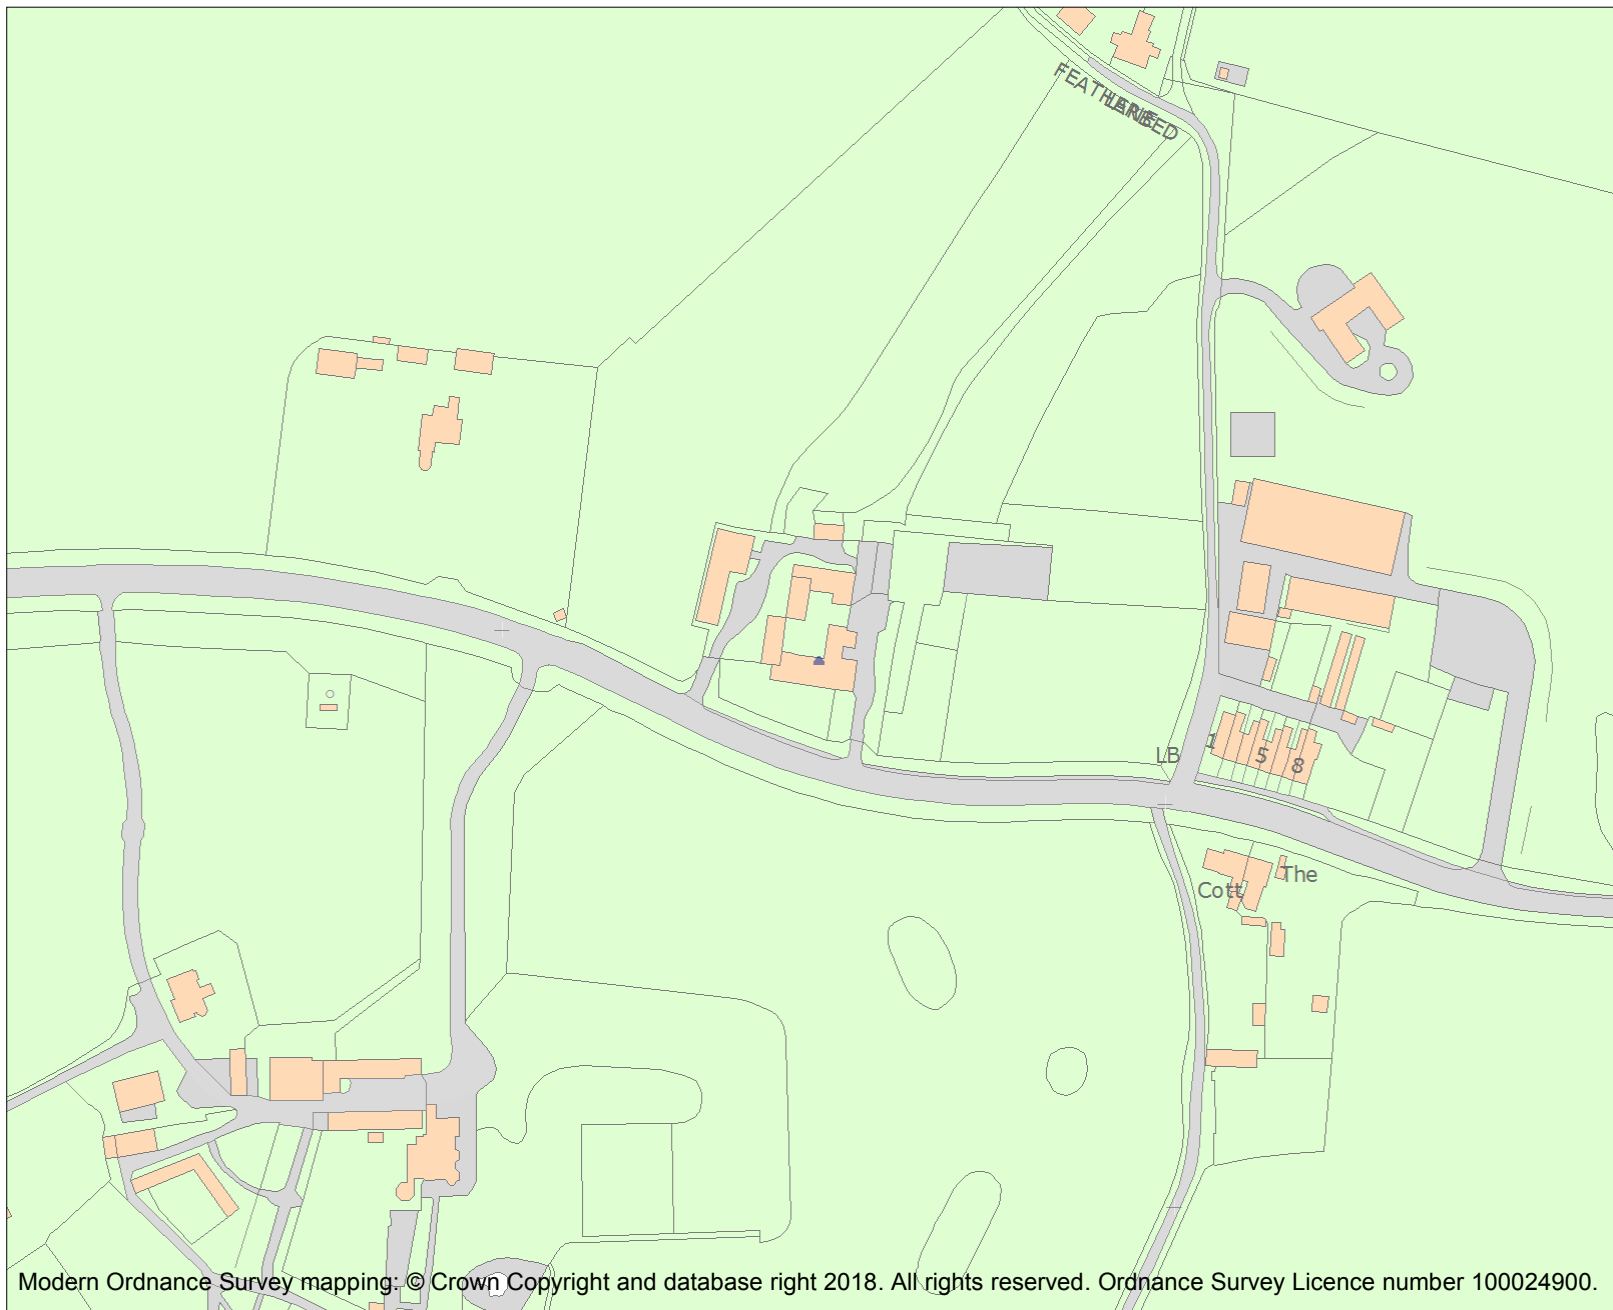 FEATHERBED
LANE
LB
1
5
8
The
Cott
Modern Ordnance Survey mapping: © Crown Copyright and database right 2018. All rights reserved. Ordnance Survey Licence number 100024900.